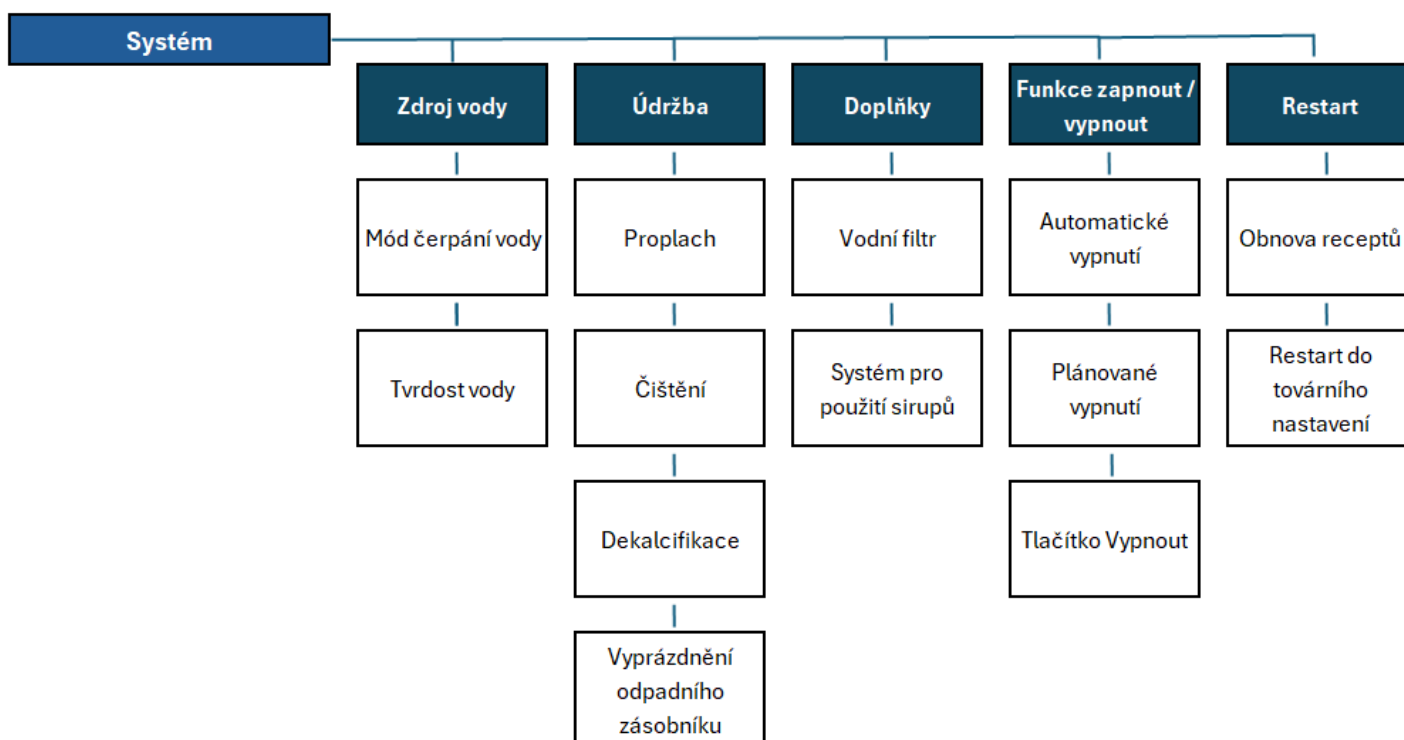 Systém
Zdroj vody
Údržba
Doplňky
Funkce zapnout /
vypnout
Restart
Mód čerpání vody
Proplach
Vodní filtr
Automatické
vypnutí
Obnova receptů
Tvrdost vody
Čištění
Systém pro
použití sirupů
Plánované
vypnutí
Restart do
továrního
nastavení
Dekalcifikace
Tlačítko Vypnout
Vyprázdnění
odpadního
zásobníku